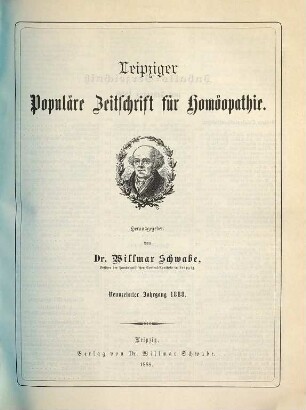 Leipziger
Populäre Zeitschrift für Homöopathie.
Herausgegeben
von
Dr. Willmar Schwabe,
Neunzehnter Jahrgang 1888.
Leipzig.
Verlag von Dr. Willmar Schwabe.
1888.